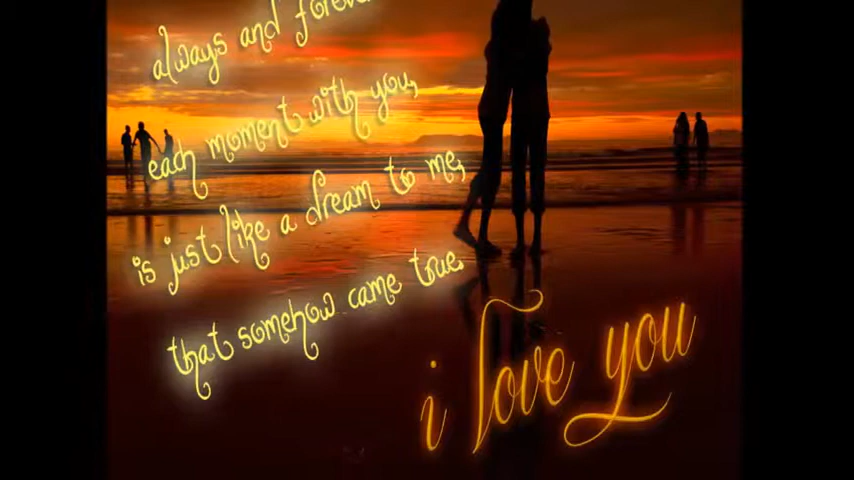 always and forever
each moment with you,
is just like a dream to me,
that somehow came true,
i love you